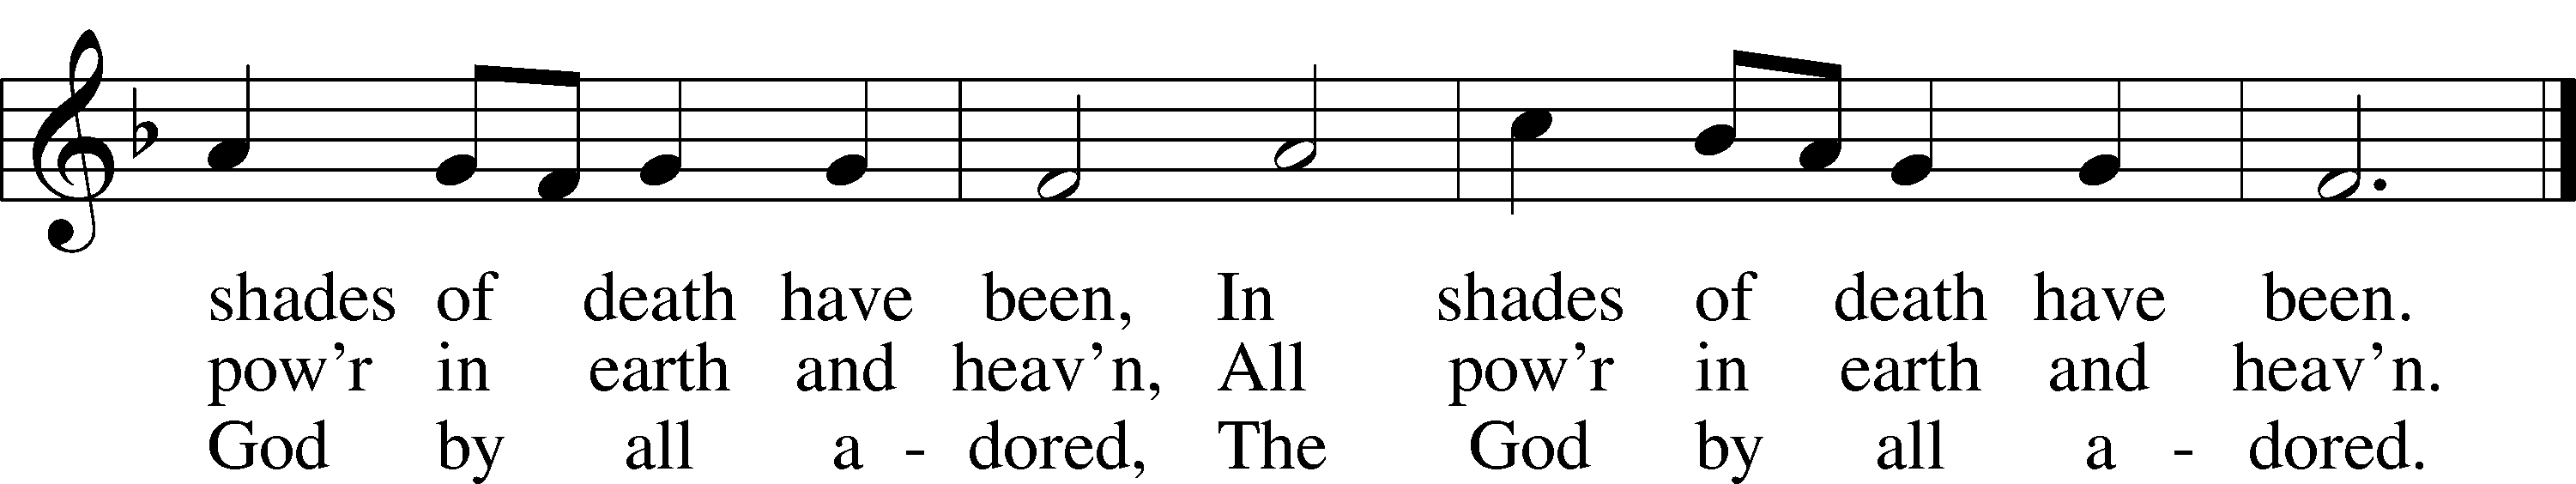 shades of death have been, In shades of death have been.
pow'r in earth and heav'n, All pow'r in earth and heav'n.
God by all a - dored, The God by all a - dored.